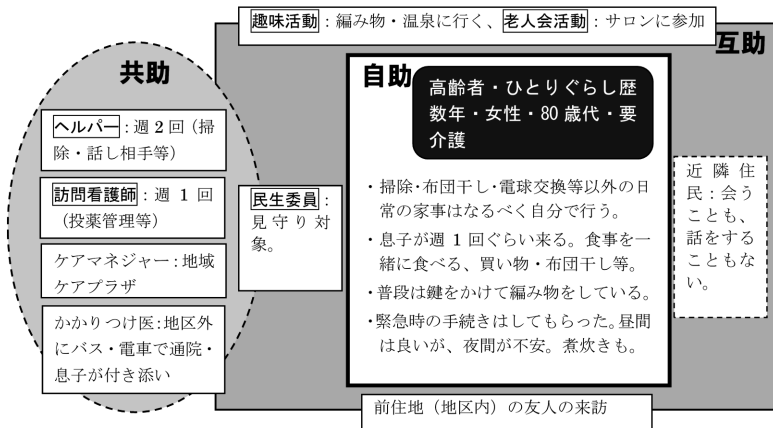 趣味活動：編み物・温泉に行く、老人会活動：サロンに参加
互助
共助
ヘルパー：週 2 回（掃
除・話し相手等）
訪問看護師：週 1 回
（投薬管理等）
ケアマネジャー：地域
ケアプラザ
かかりつけ医：地区外
にバス・電車で通院・
息子が付き添い
民生委員：
見守り対
象。
自助
高齢者・ひとりぐらし歴
数年・女性・80 歳代・要
介護
・掃除・布団干し・電球交換等以外の日
常の家事はなるべく自分で行う。
・息子が週 1 回ぐらい来る。食事を一
緒に食べる、買い物・布団干し等。
・普段は鍵をかけて編み物をしている。
・緊急時の手続きはしてもらった。昼間
は良いが、夜間が不安。煮炊きも。
近隣住
民：会う
ことも、
話をする
こともな
い。
前住地（地区内）の友人の来訪